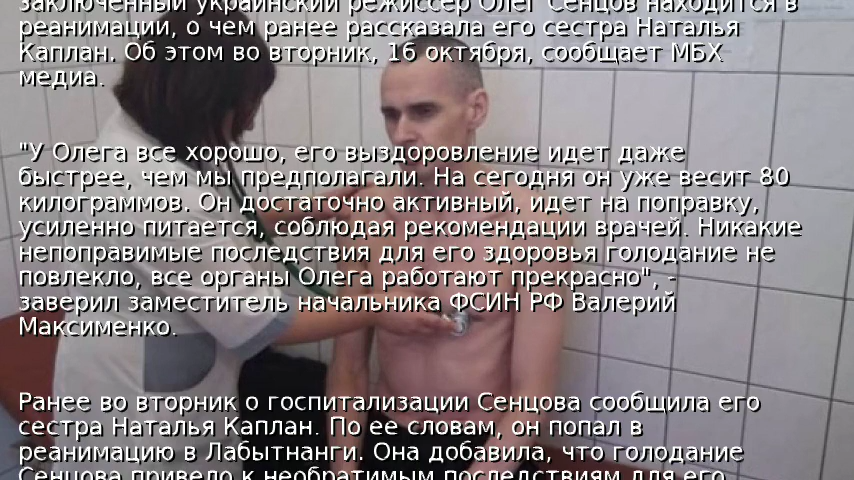 заключенный украинский режиссер Олег Сенцов находится в
реанимации, о чем ранее рассказала его сестра Наталья
Каплан. Об этом во вторник, 16 октября, сообщает МБХ
медиа.
"У Олега все хорошо, его выздоровление идет даже
быстрее, чем мы предполагали. На сегодня он уже весит 80
килограммов. Он достаточно активный, идет на поправку,
усиленно питается, соблюдая рекомендации врачей. Никакие
непоправимые последствия для его здоровья голодание не
повлекло, все органы Олега работают прекрасно", -
заверил заместитель начальника ФСИН РФ Валерий
Максименко.
Ранее во вторник о госпитализации Сенцова сообщила его
сестра Наталья Каплан. По ее словам, он попал в
реанимацию в Лабытнанги. Она добавила, что голодание
Сенцова привело к необратимым последствиям для его